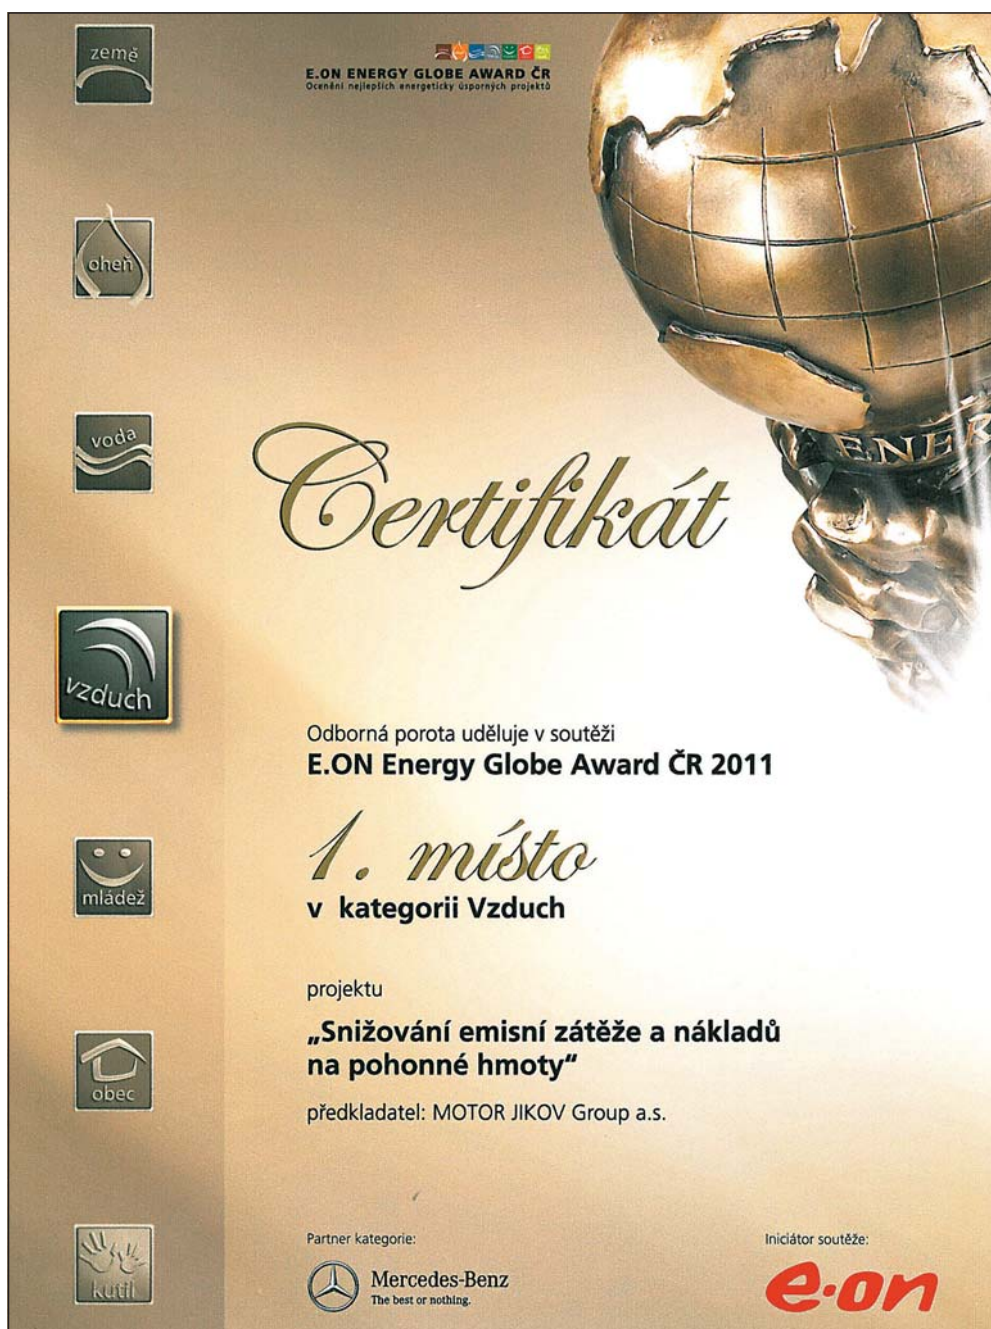 země
oheň
voda
vzduch
mládež
obec
kutil
E.ON ENERGY GLOBE AWARD ČR
Ocenění nejlepších energeticky úsporných projektů
ENER
Certifikát
Odborná porota uděluje v soutěži
E.ON Energy Globe Award ČR 2011
1. místo
v kategorii Vzduch
projektu
„Snižování emisní zátěže a nákladů
na pohonné hmoty“
předkladatel: MOTOR JIKOV Group a.s.
Partner kategorie:
Mercedes-Benz
The best or nothing.
Iniciátor soutěže:
e·on